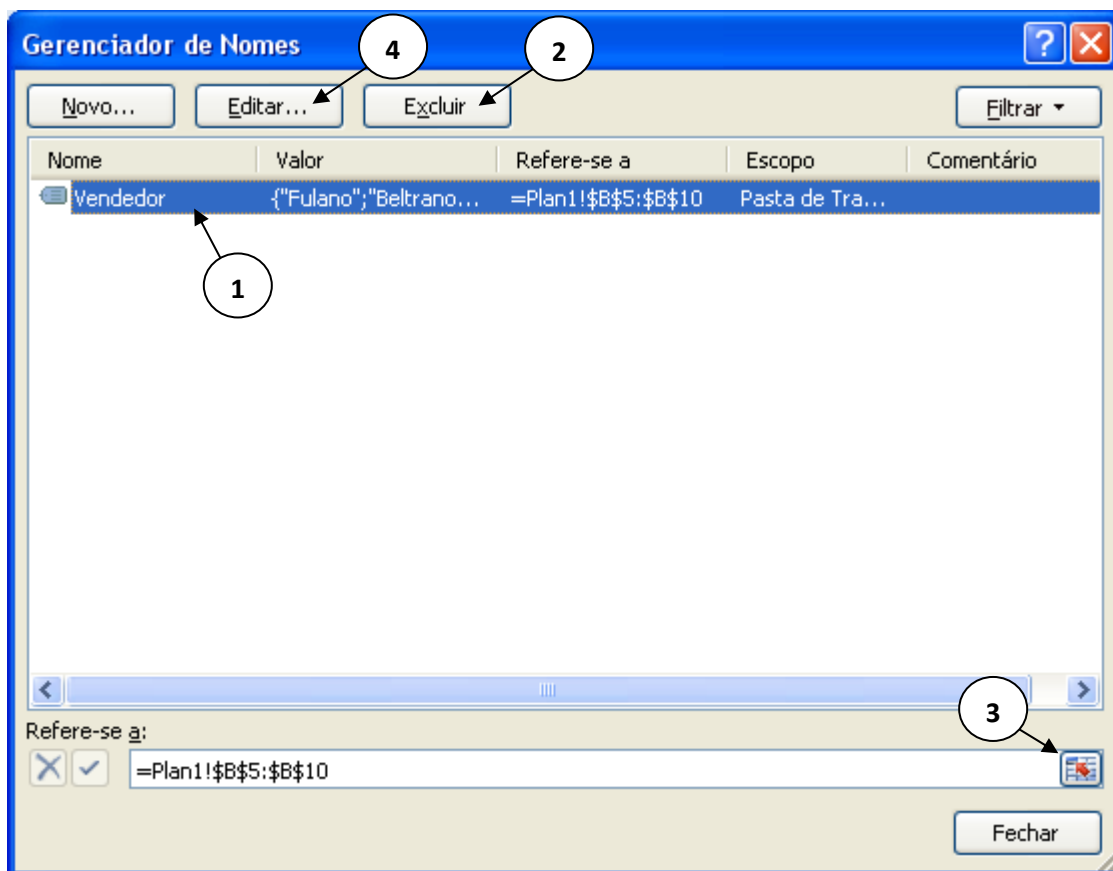 Gerenciador de Nomes
4
2
Novo...
Editar...
Excluir
Filtrar
Nome Valor Refere-se a Escopo Comentário
Vendedor {"Fulano";"Beltrano... =Plan1!$B$5:$B$10 Pasta de Tra...
1
3
Refere-se a:
=Plan1!$B$5:$B$10
Fechar